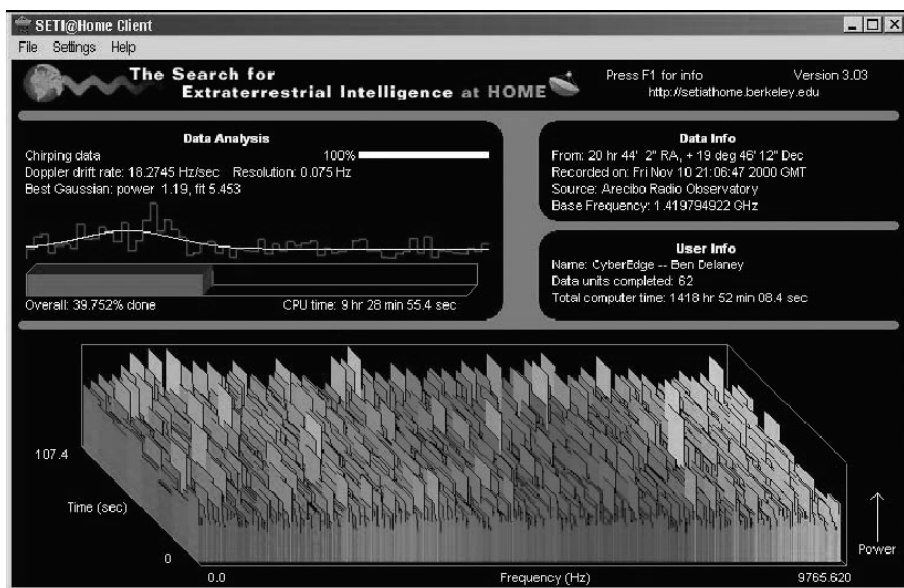 SETI@Home Client
File Settings Help
The Search for
Extraterrestrial Intelligence at HOME
Press F1 for info Version 3.03
http://setiathome.berkeley.edu
Data Analysis
Chirping data 100%
Doppler drift rate: 18.2745 Hz/sec Resolution: 0.075 Hz
Best Gaussian: power 1.19, fit 5.453
Overall: 39.752% done CPU time: 9 hr 28 min 55.4 sec
Data Info
From: 20 hr 44' 2" RA, + 19 deg 46' 12" Dec
Recorded on: Fri Nov 10 21:06:47 2000 GMT
Source: Arecibo Radio Observatory
Base Frequency: 1.419794922 GHz
User Info
Name: CyberEdge -- Ben Delaney
Data units completed: 62
Total computer time: 1418 hr 52 min 08.4 sec
107.4
Time (sec)
0
0.0 Frequency (Hz) 9765.620
Power